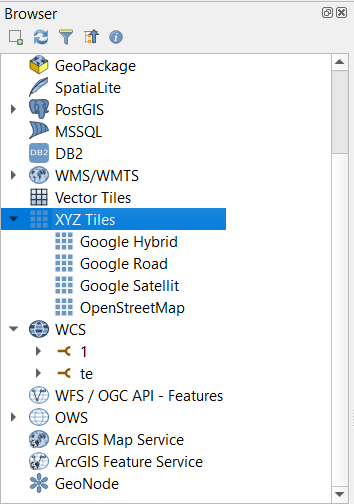 Browser
GeoPackage
SpatiaLite
PostGIS
MSSQL
DB2
DB2
WMS/WMTS
Vector Tiles
XYZ Tiles
Google Hybrid
Google Road
Google Satellit
OpenStreetMap
WCS
1
te
WFS / OGC API - Features
OWS
ArcGIS Map Service
ArcGIS Feature Service
GeoNode